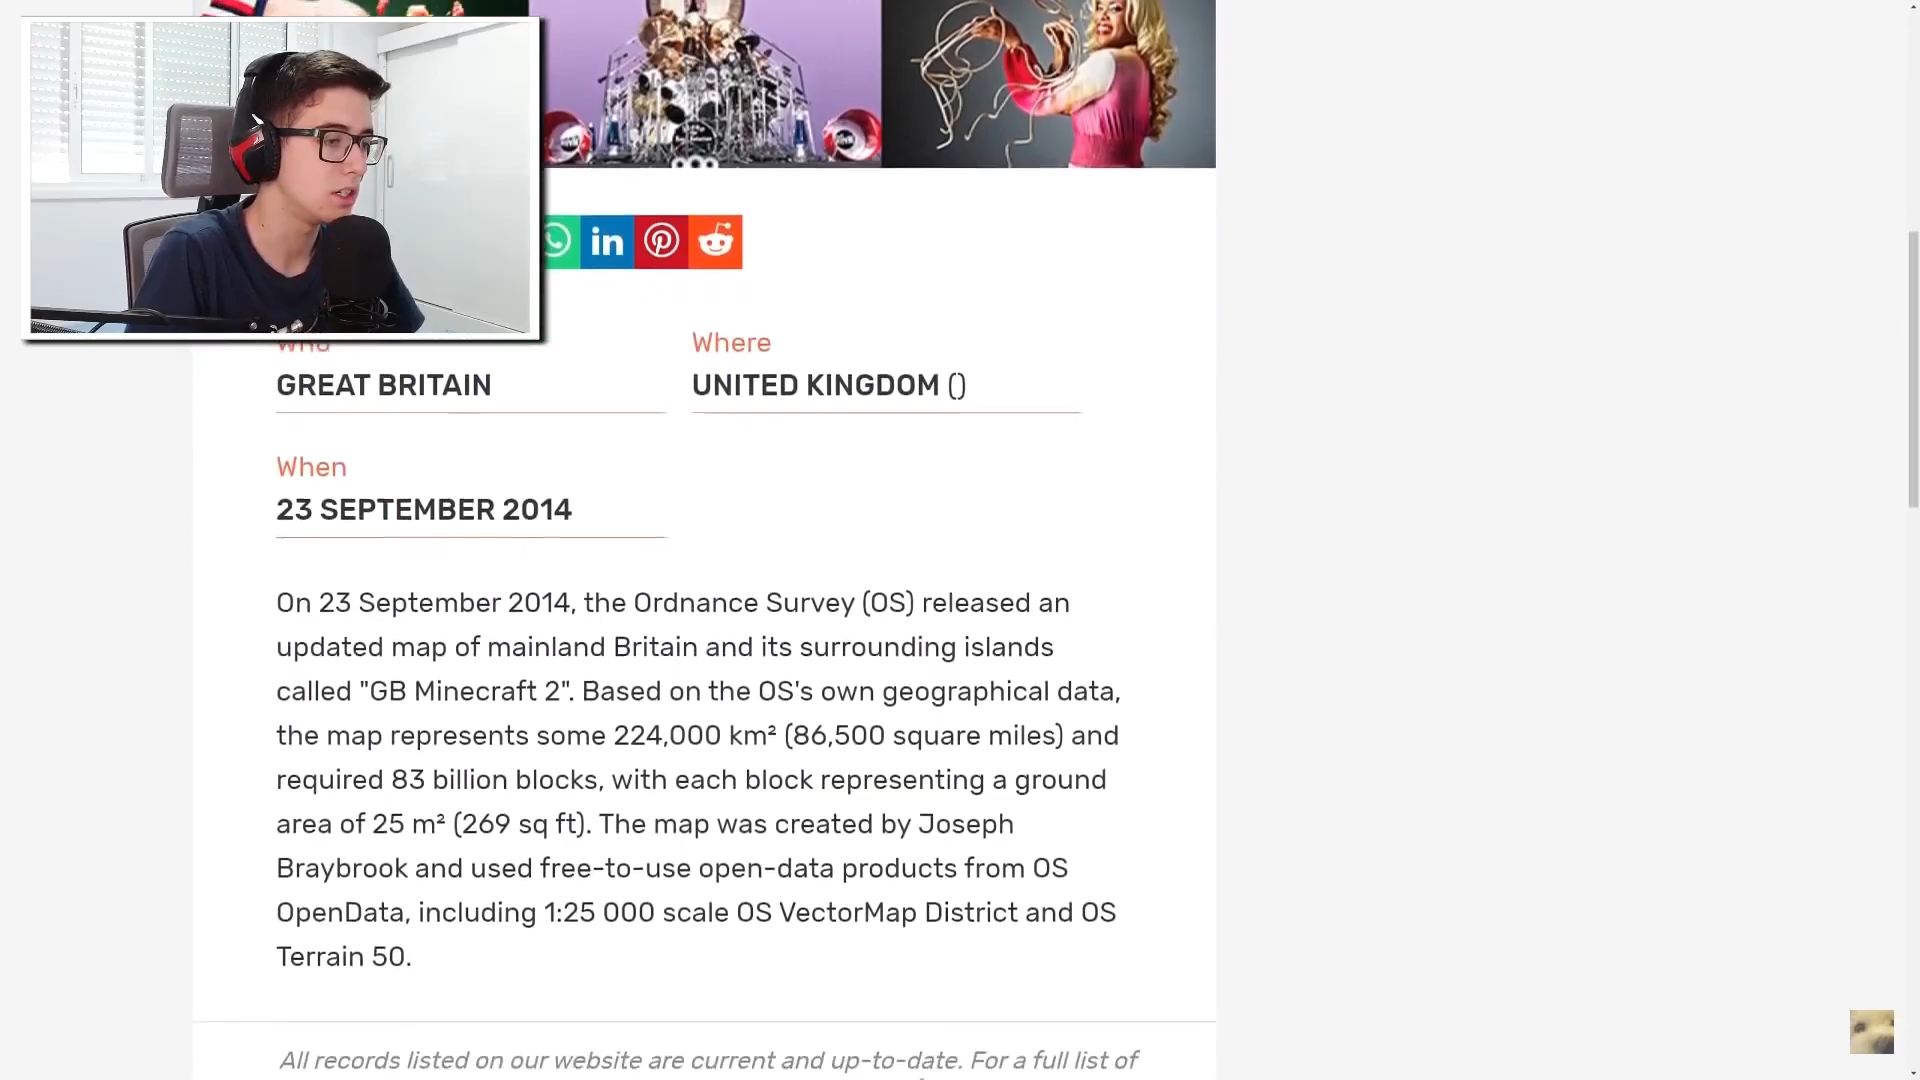 Who
GREAT BRITAIN
Where
UNITED KINGDOM ()
When
23 SEPTEMBER 2014
On 23 September 2014, the Ordnance Survey (OS) released an
updated map of mainland Britain and its surrounding islands
called "GB Minecraft 2". Based on the OS's own geographical data,
the map represents some 224,000 km² (86,500 square miles) and
required 83 billion blocks, with each block representing a ground
area of 25 m² (269 sq ft). The map was created by Joseph
Braybrook and used free-to-use open-data products from OS
OpenData, including 1:25 000 scale OS VectorMap District and OS
Terrain 50.
All records listed on our website are current and up-to-date. For a full list of